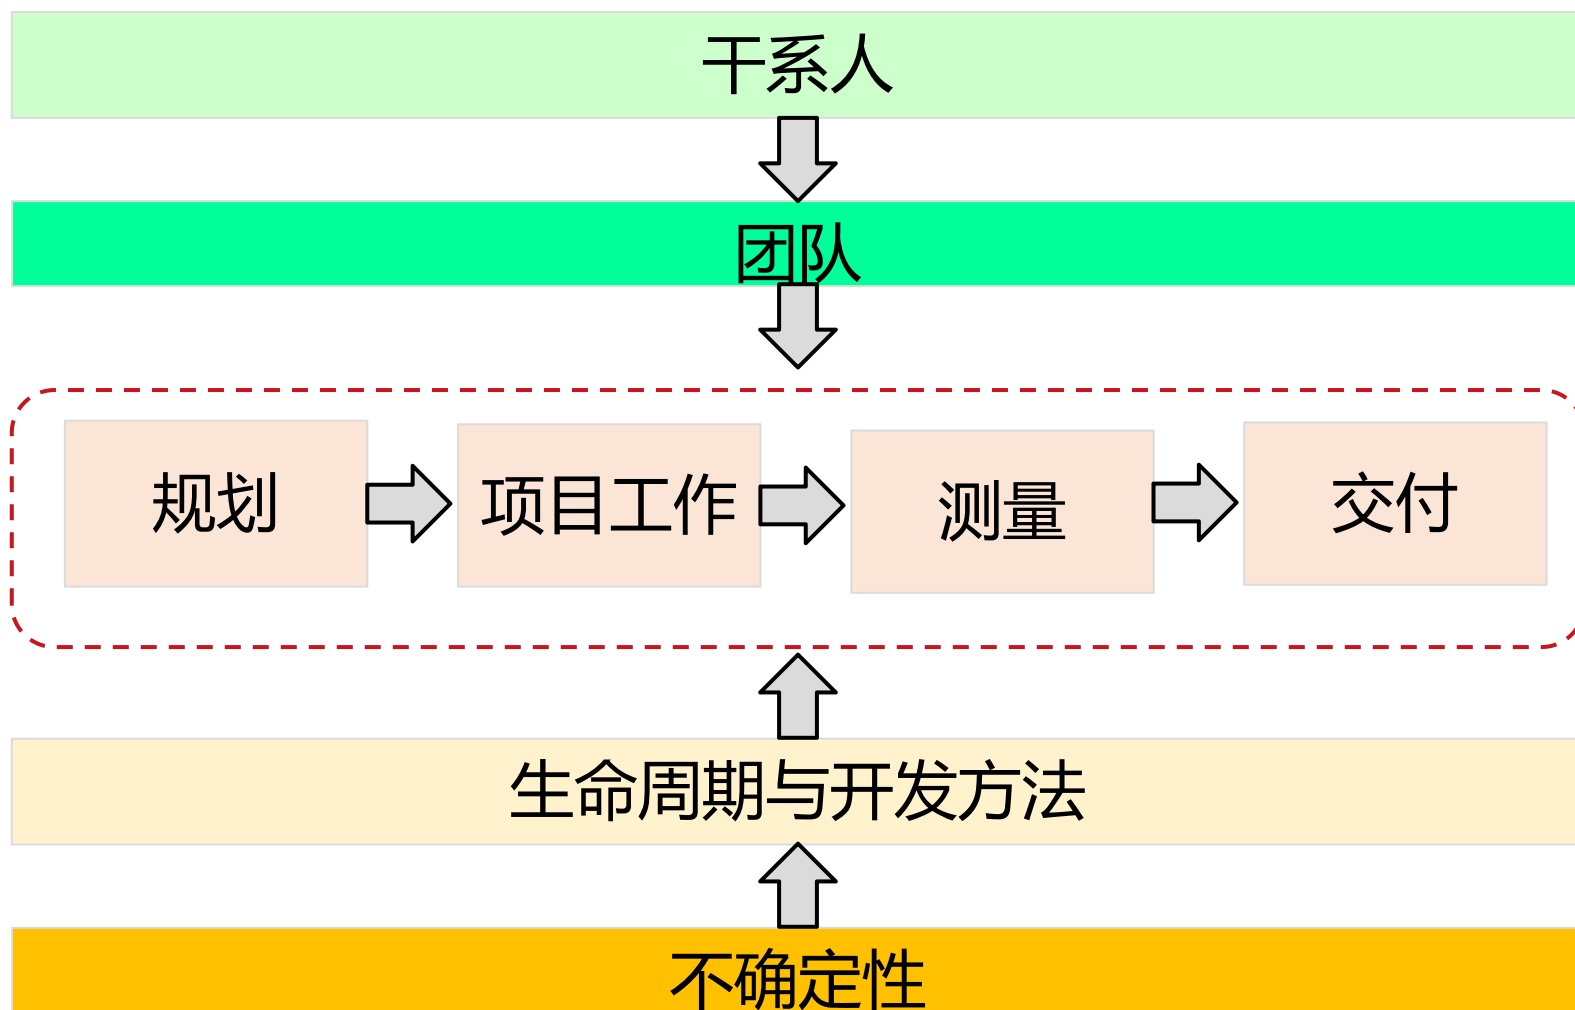 干系人
团队
规划
项目工作
测量
交付
生命周期与开发方法
不确定性